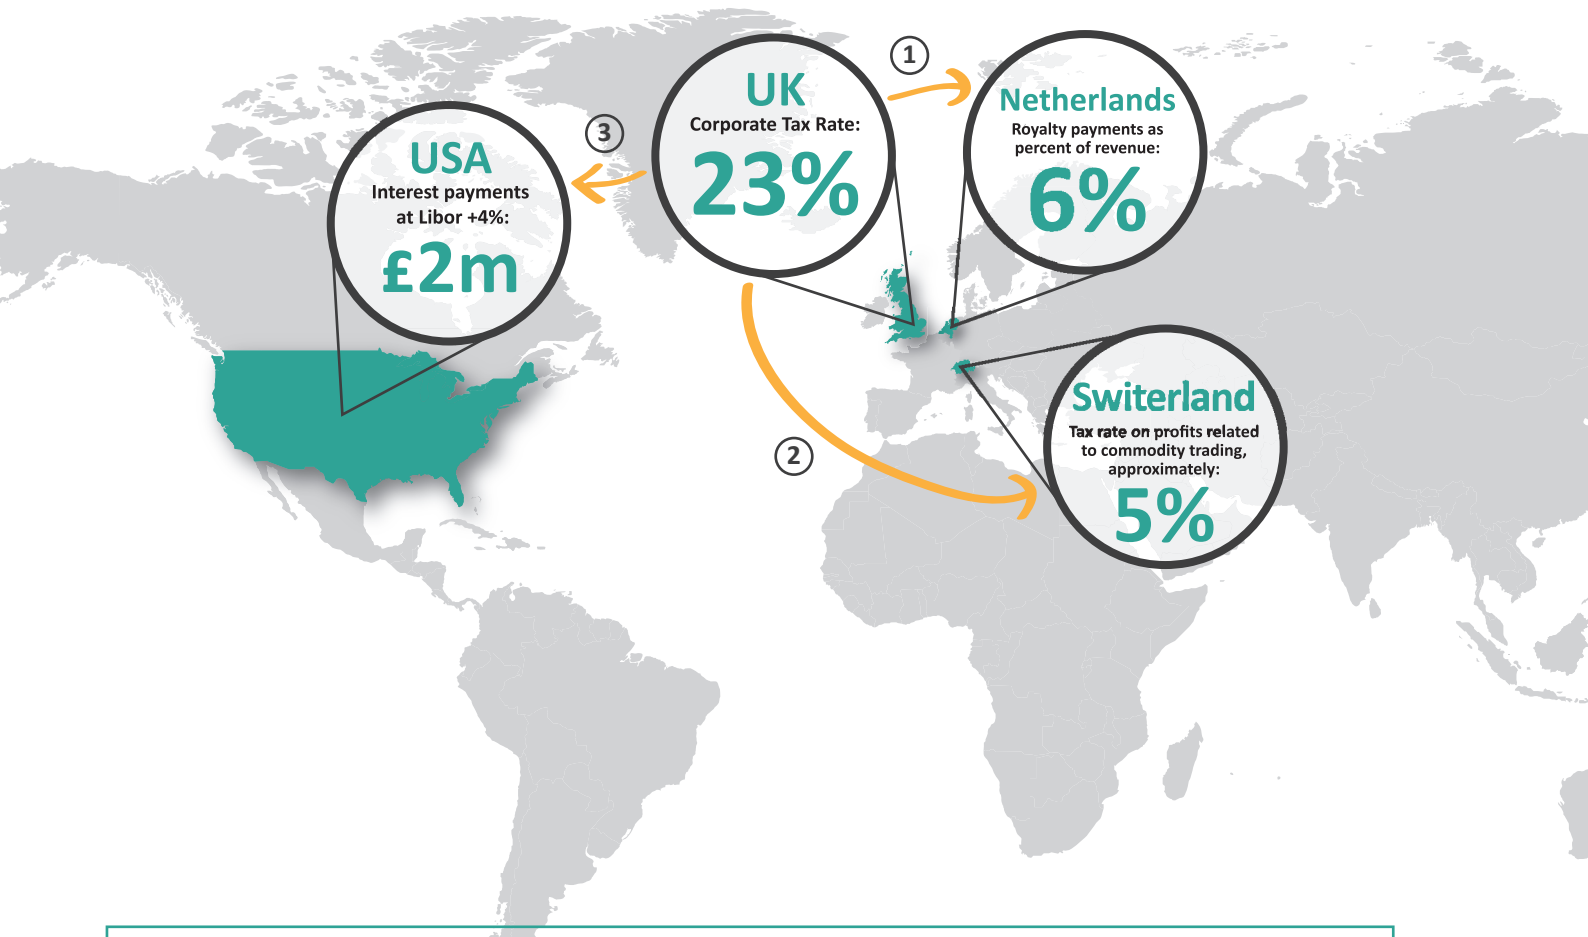 1
UK
Corporate Tax Rate:
23%
Netherlands
Royalty payments as
percent of revenue:
6%
3
USA
Interest payments
at Libor +4%:
£2m
2
Switerland
Tax rate on profits related
to commodity trading,
approximately:
5%